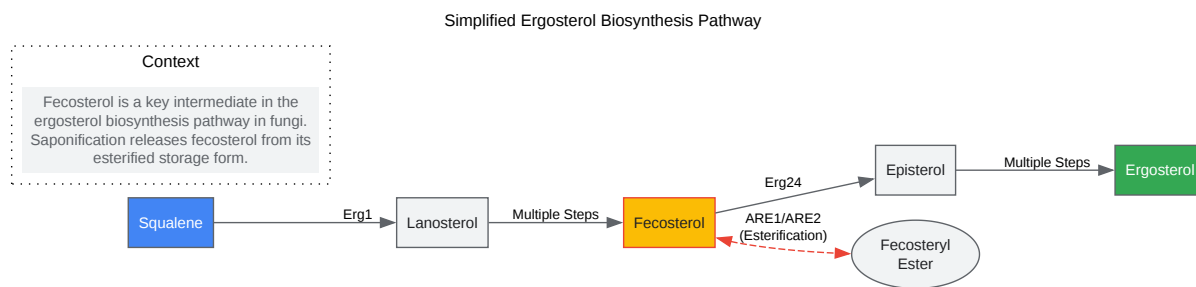 Simplified Ergosterol Biosynthesis Pathway
Context
Fecosterol is a key intermediate in the
ergosterol biosynthesis pathway in fungi.
Saponification releases fecosterol from its
esterified storage form.
Squalene
Erg1
Lanosterol
Multiple Steps
Fecosterol
Erg24
Episterol
Multiple Steps
Ergosterol
ARE1/ARE2
(Esterification)
Fecosteryl
Ester